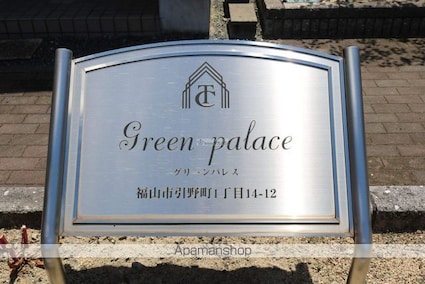 TC
Green palace
グリーンパレス
福山市引野町1丁目14-12
Apamanshop